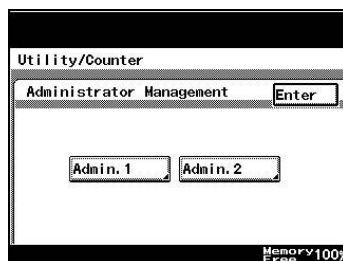 Utility/Counter
Administrator Management
Enter
Admin.1
Admin.2
Memory
Free 100%